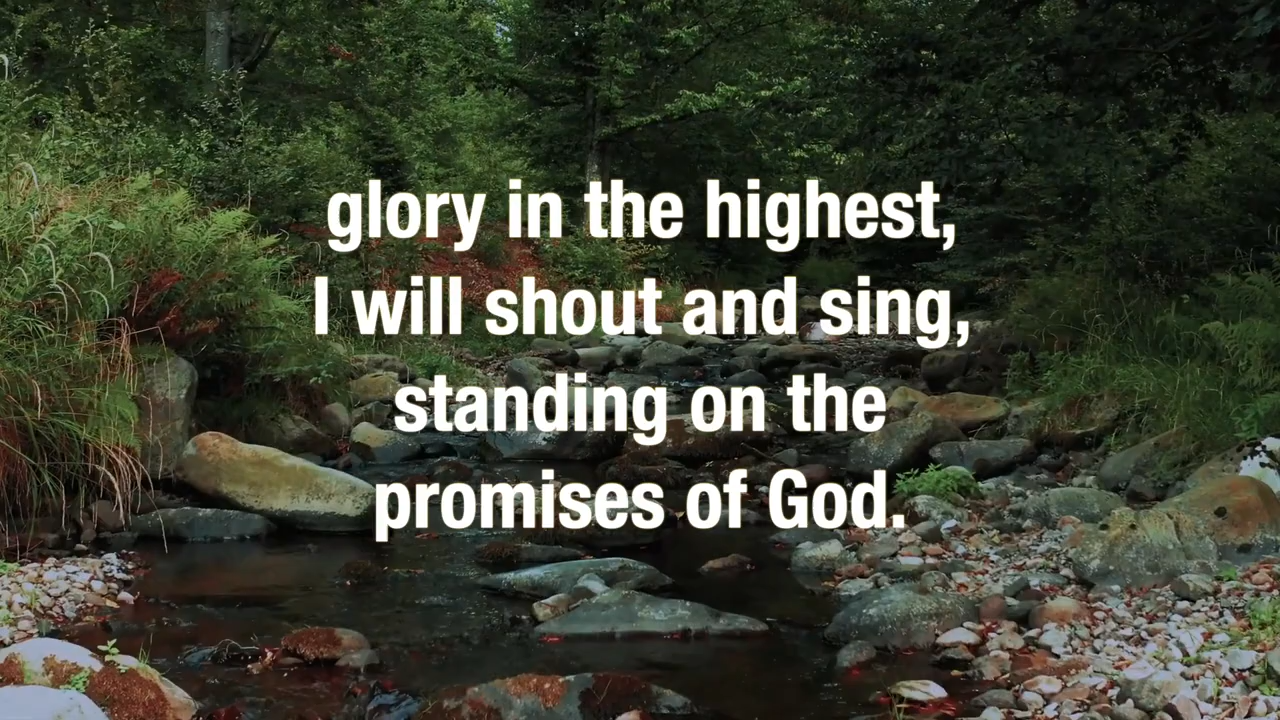 glory in the highest,
I will shout and sing,
standing on the
promises of God.